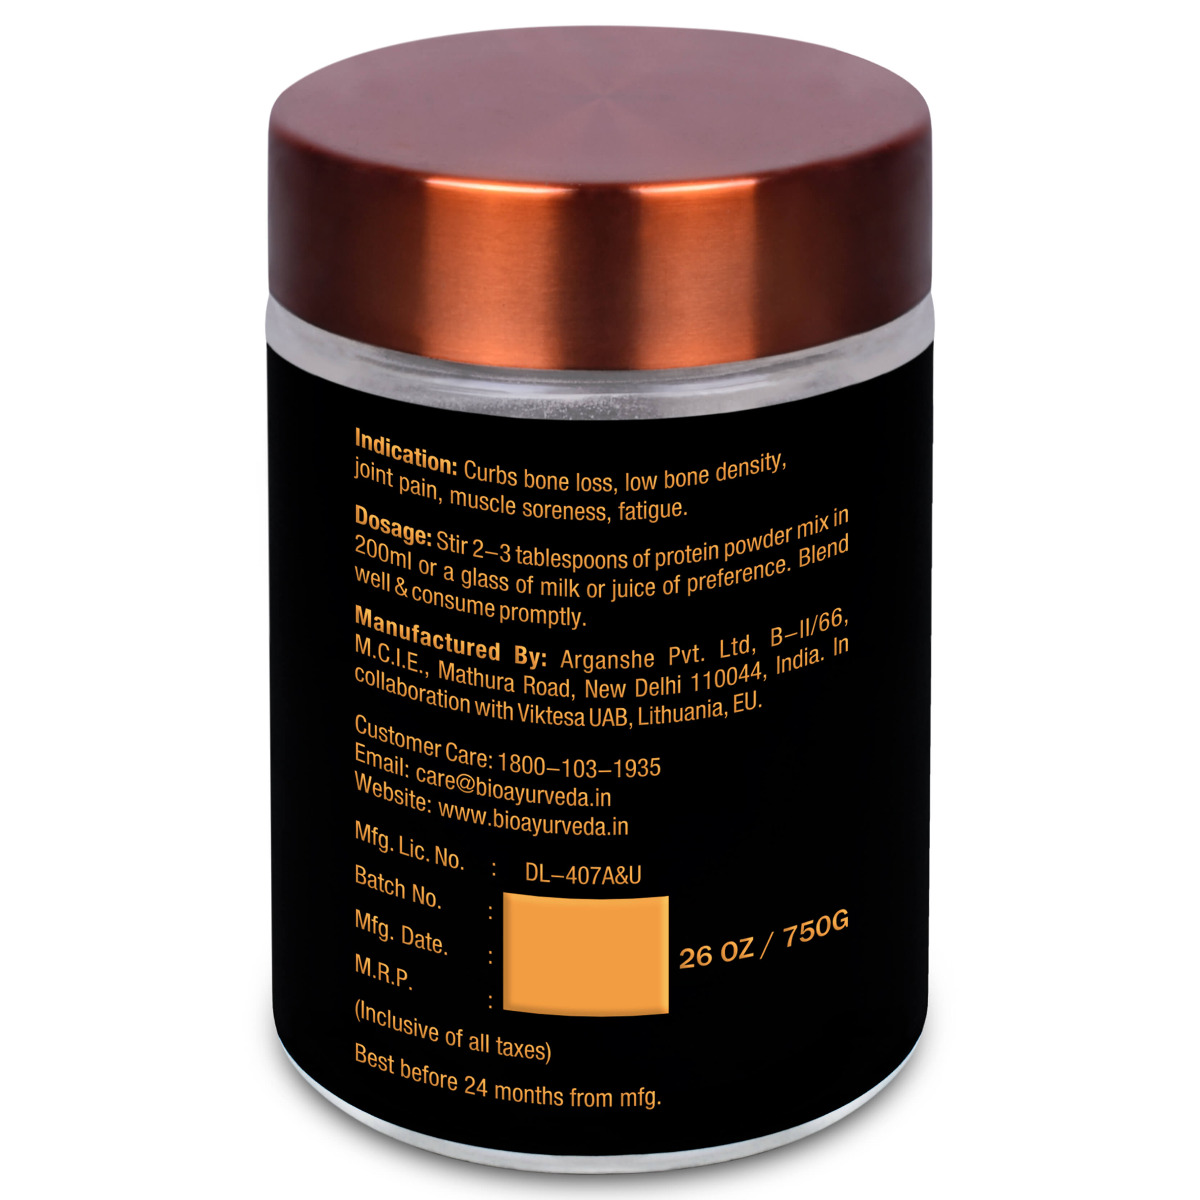 Indication: Curbs bone loss, low bone density,
joint pain, muscle soreness, fatigue.
Dosage: Stir 2–3 tablespoons of protein powder mix in
200ml or a glass of milk or juice of preference. Blend
well & consume promptly.
Manufactured By: Arganshe Pvt. Ltd, B–II/66,
M.C.I.E., Mathura Road, New Delhi 110044, India. In
collaboration with Viktesa UAB, Lithuania, EU.
Customer Care: 1800–103–1935
Email: care@bioayurveda.in
Website: www.bioayurveda.in
Mfg. Lic. No. : DL–407A&U
Batch No. :
Mfg. Date. :
M.R.P. :
26 OZ / 750G
(Inclusive of all taxes)
Best before 24 months from mfg.